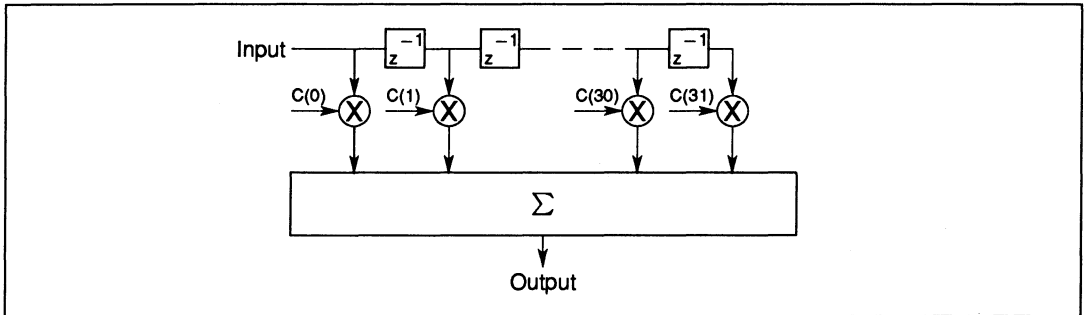 Input
z⁻¹
z⁻¹
z⁻¹
C(0)
X
C(1)
X
C(30)
X
C(31)
X
Σ
Output